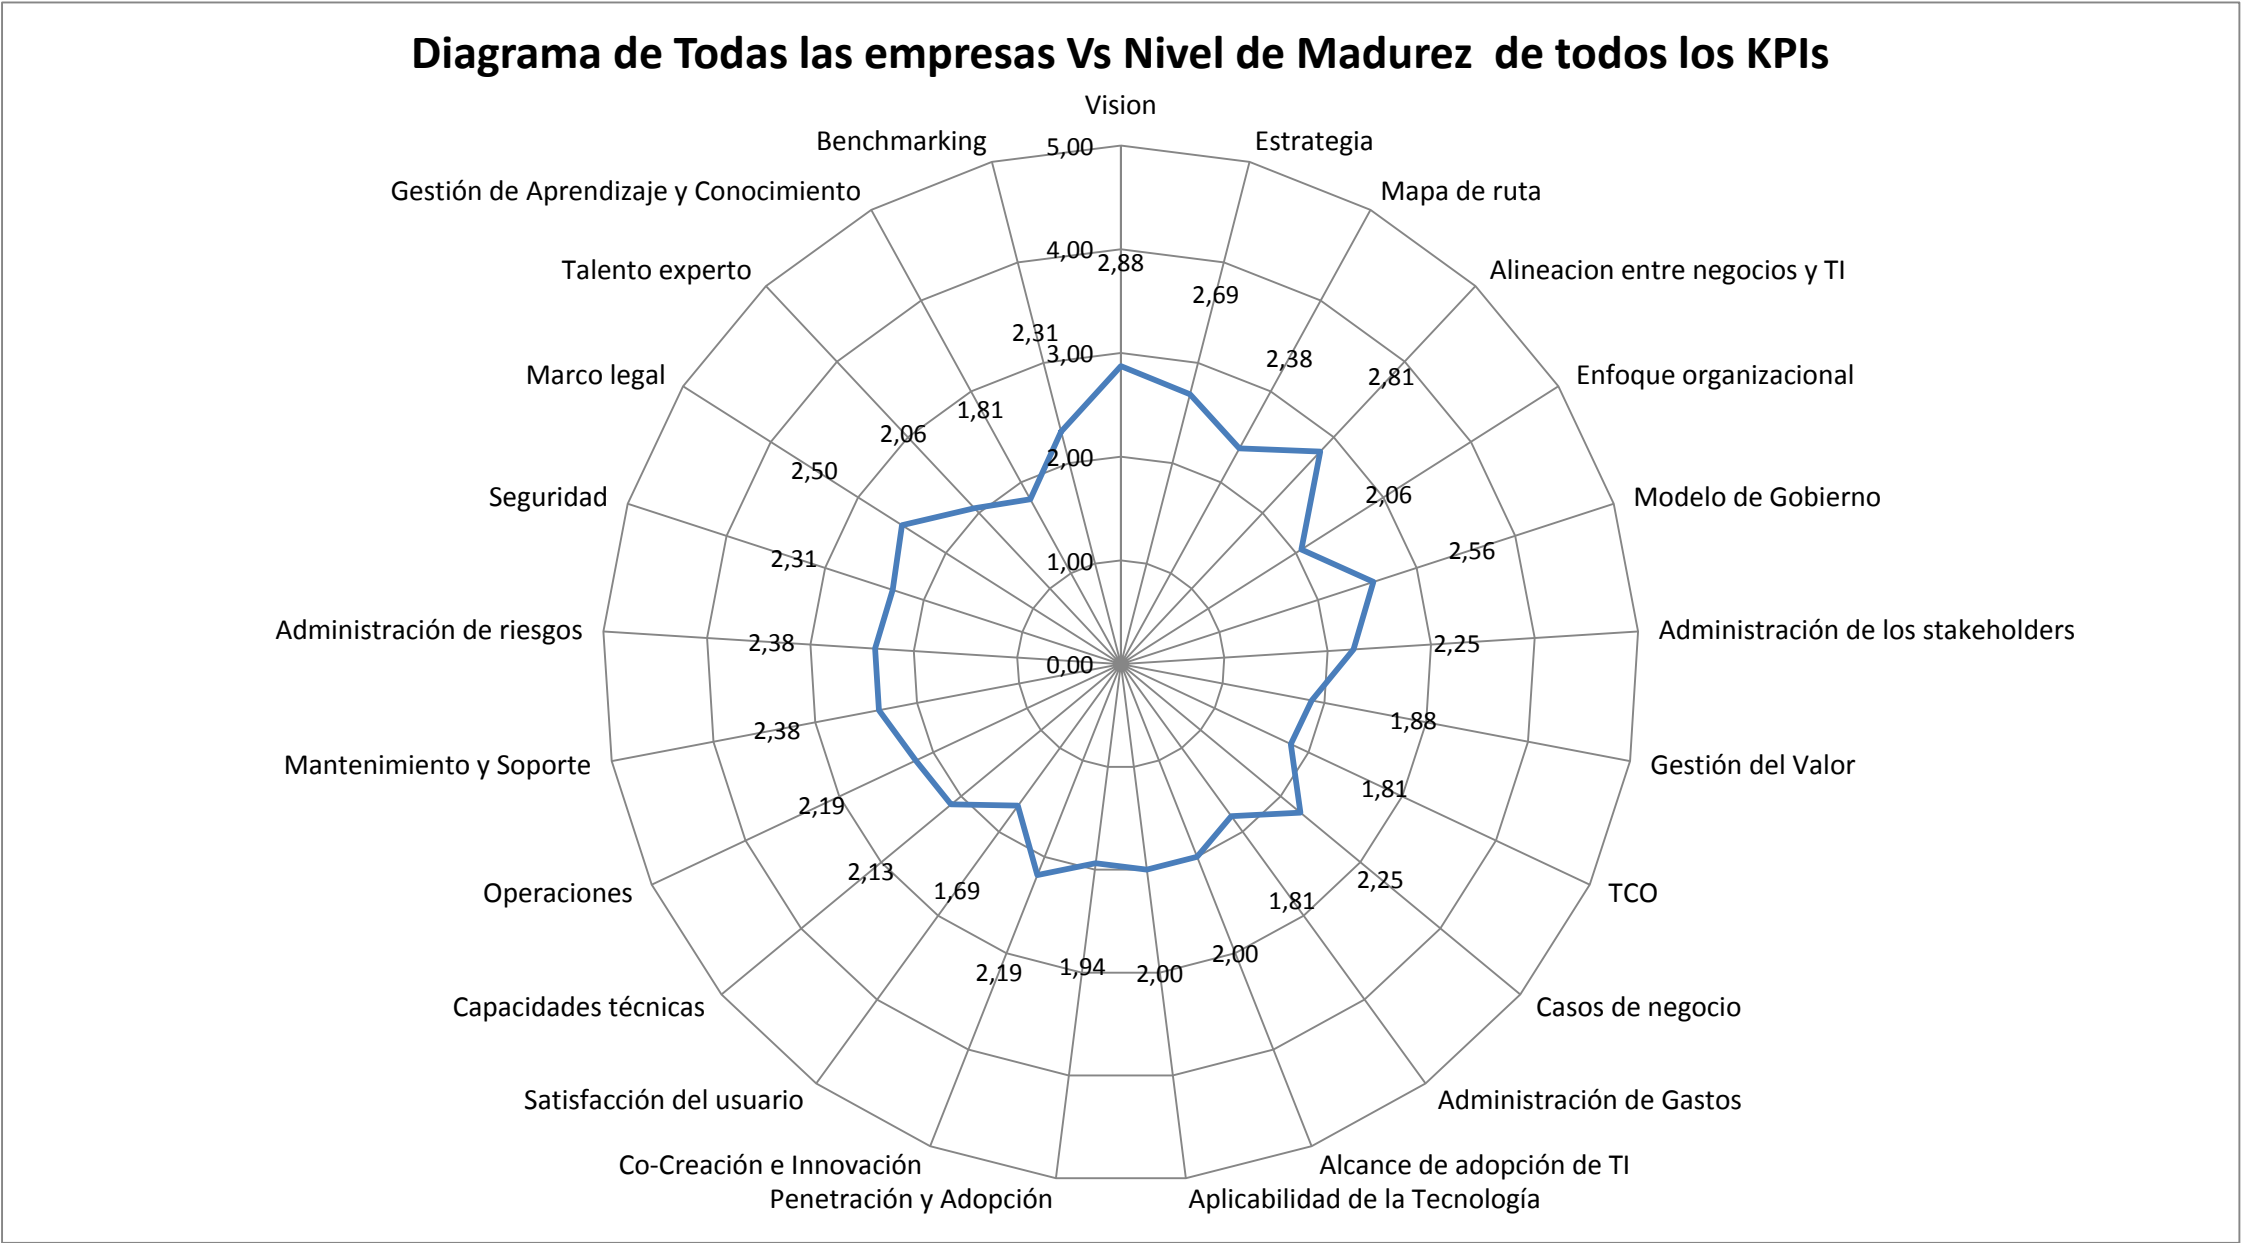 Diagrama de Todas las empresas Vs Nivel de Madurez  de todos los KPIs
Vision
Estrategia
Mapa de ruta
Alineacion entre negocios y TI
Enfoque organizacional
Modelo de Gobierno
Administración de los stakeholders
Gestión del Valor
TCO
Casos de negocio
Administración de Gastos
Alcance de adopción de TI
Aplicabilidad de la Tecnología
Penetración y Adopción
Co-Creación e Innovación
Satisfacción del usuario
Capacidades técnicas
Operaciones
Mantenimiento y Soporte
Administración de riesgos
Seguridad
Marco legal
Talento experto
Gestión de Aprendizaje y Conocimiento
Benchmarking
5,00
4,00
3,00
2,00
1,00
0,00
2,88
2,69
2,38
2,81
2,06
2,56
2,25
1,88
1,81
2,25
1,81
2,00
2,00
1,94
2,19
1,69
2,13
2,19
2,38
2,38
2,31
2,50
2,06
1,81
2,31